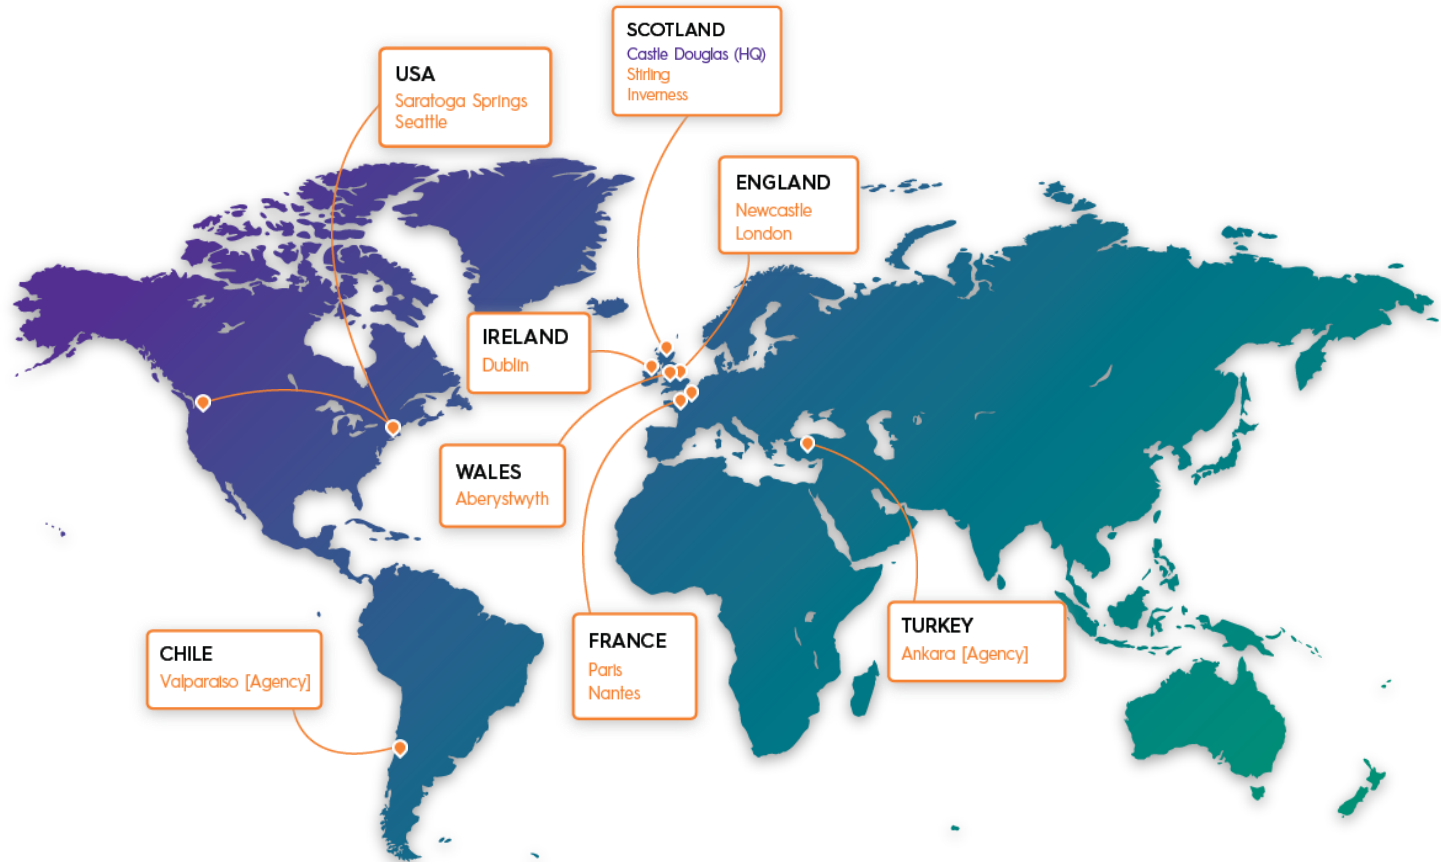 SCOTLAND
Castle Douglas (HQ)
Stirling
Inverness
USA
Saratoga Springs
Seattle
ENGLAND
Newcastle
London
IRELAND
Dublin
WALES
Aberystwyth
CHILE
Valparaiso [Agency]
FRANCE
Paris
Nantes
TURKEY
Ankara [Agency]